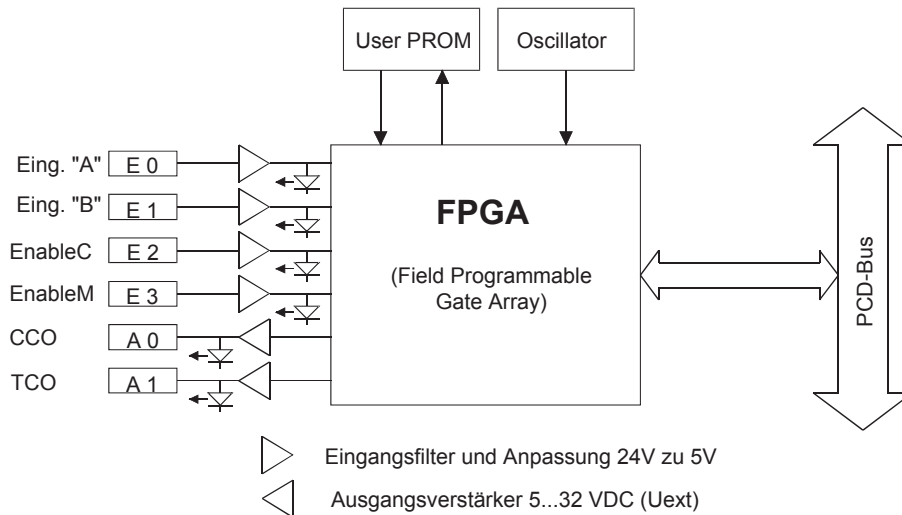 User PROM
Oscillator
Eing. "A"
E 0
Eing. "B"
E 1
EnableC
E 2
EnableM
E 3
CCO
A 0
TCO
A 1
FPGA
(Field Programmable
Gate Array)
PCD-Bus
Eingangsfilter und Anpassung 24V zu 5V
Ausgangsverstärker 5...32 VDC (Uext)